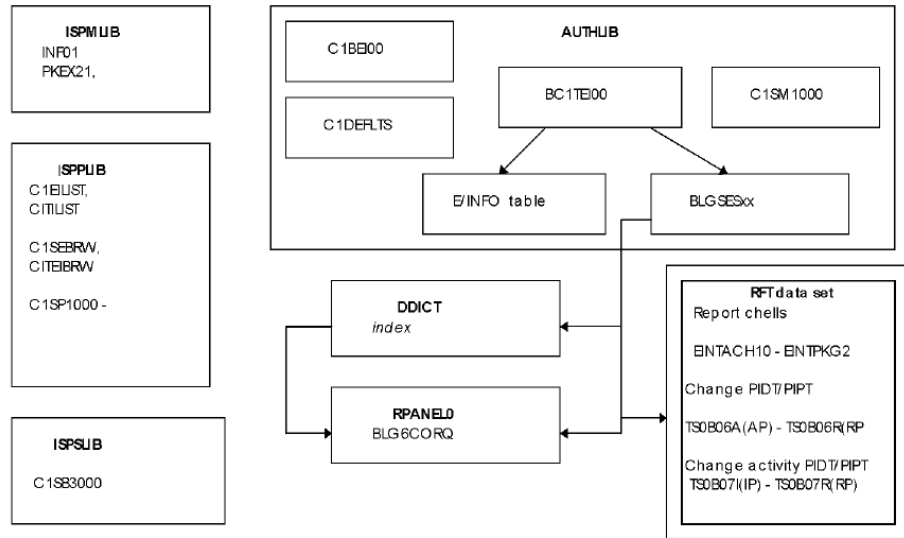 ISPMLIB
INF01
PKEX21,
ISPPLIB
C1EILIST,
CITILIST
C1SEBRW,
CITEIBRW
C1SP1000 -
ISPSLIB
C1SB3000
AUTHLIB
C1BEI00
BC1TEI00
C1SM1000
C1DEFLTS
E/INFO table
BLGSESxx
DDICT
index
RPANEL0
BLG6CORQ
RFT data set
Report chells
EINTACH10 - EINTPKG2
Change PIDT/PIPT
TS0B06A(AP) - TS0B06R(RP
Change activity PIDT/PIPT
TS0B07I(IP) - TS0B07R(RP)